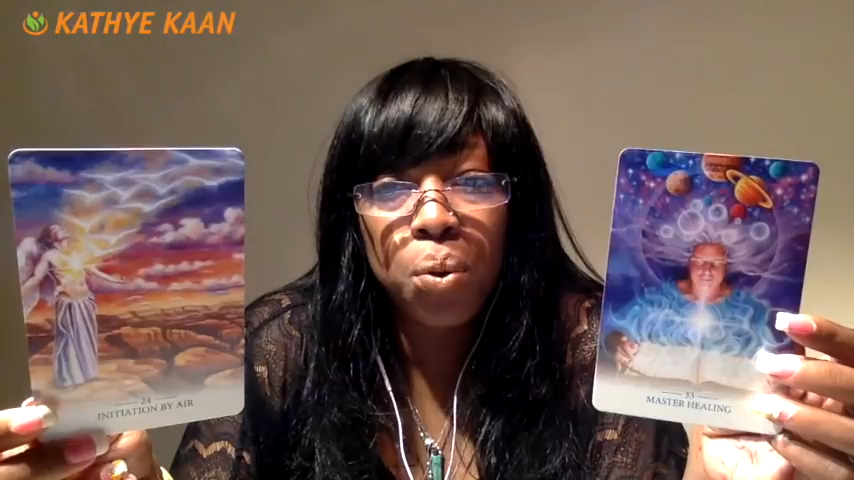 KATHYE KAAN
24
INITIATION BY AIR
33
MASTER HEALING